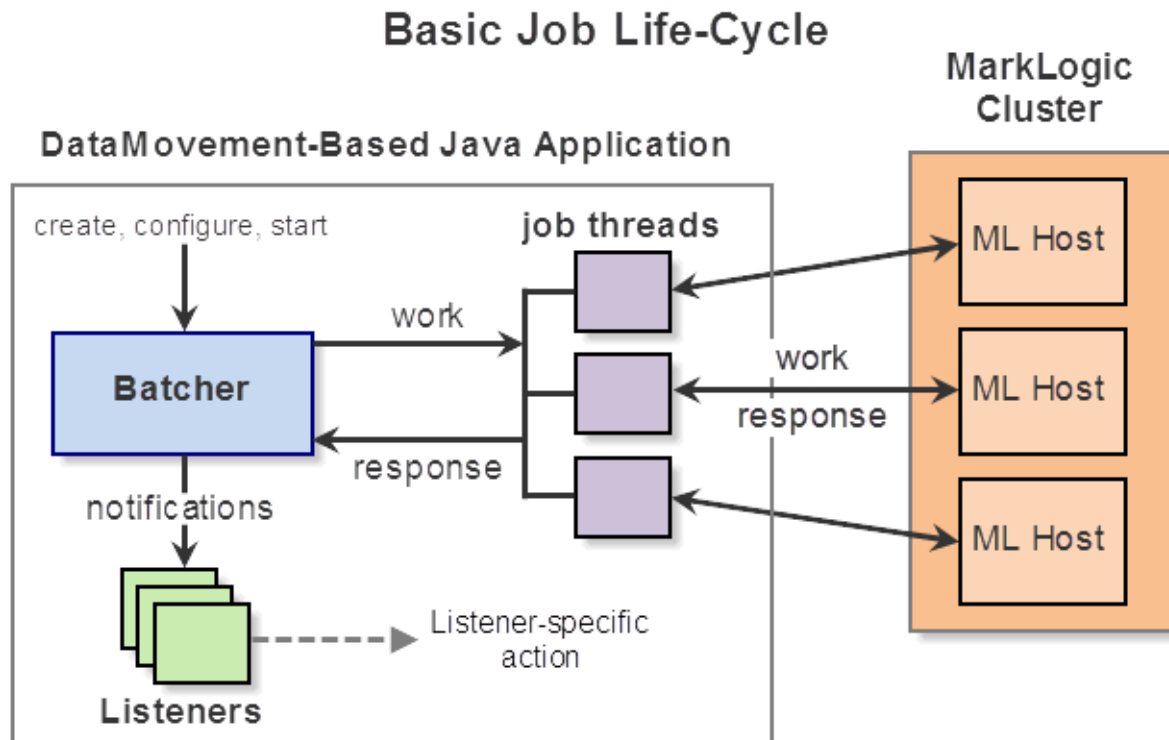 Basic Job Life-Cycle
MarkLogic
Cluster
DataMovement-Based Java Application
create, configure, start
job threads
ML Host
work
Batcher
work
response
ML Host
response
notifications
ML Host
Listener-specific
action
Listeners